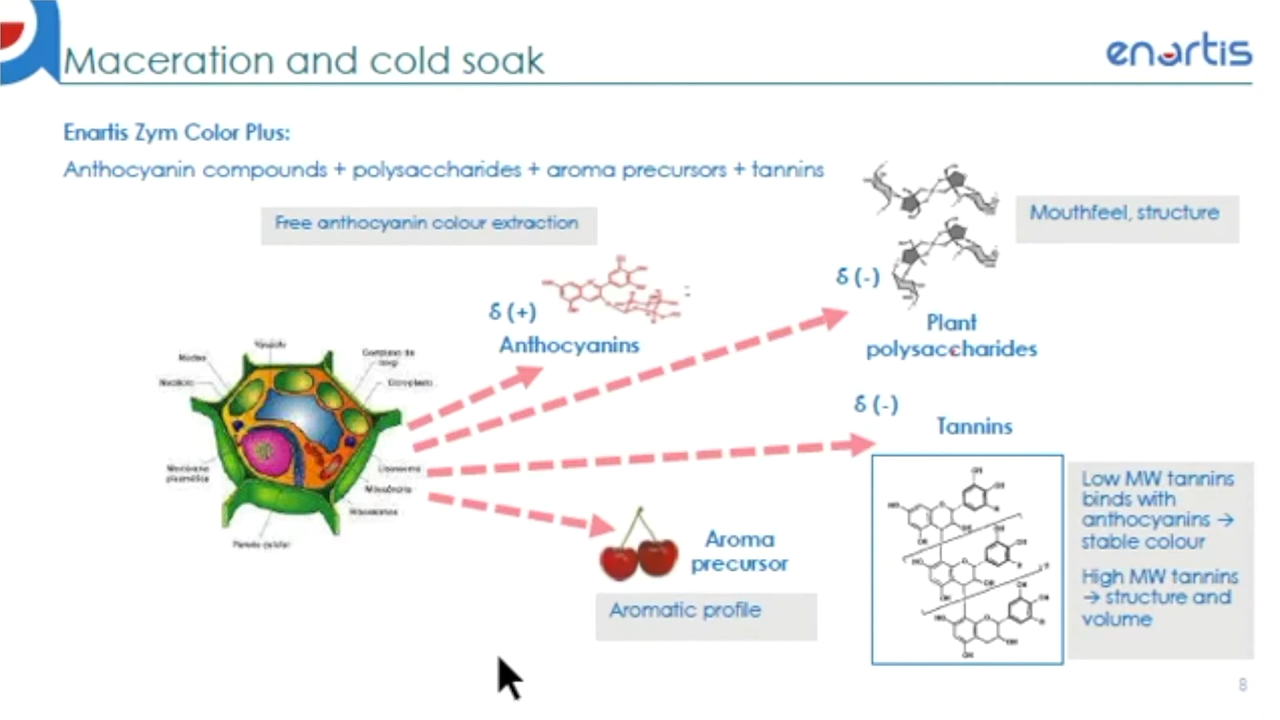 Maceration and cold soak
enartis
Enartis Zym Color Plus:
Anthocyanin compounds + polysaccharides + aroma precursors + tannins
Free anthocyanin colour extraction
Mouthfeel, structure
δ (-)
δ (+)
Anthocyanins
Plant
polysaccharides
δ (-)
Tannins
Low MW tannins
binds with
anthocyanins →
stable colour
High MW tannins
→ structure and
volume
Aroma
precursor
Aromatic profile
8